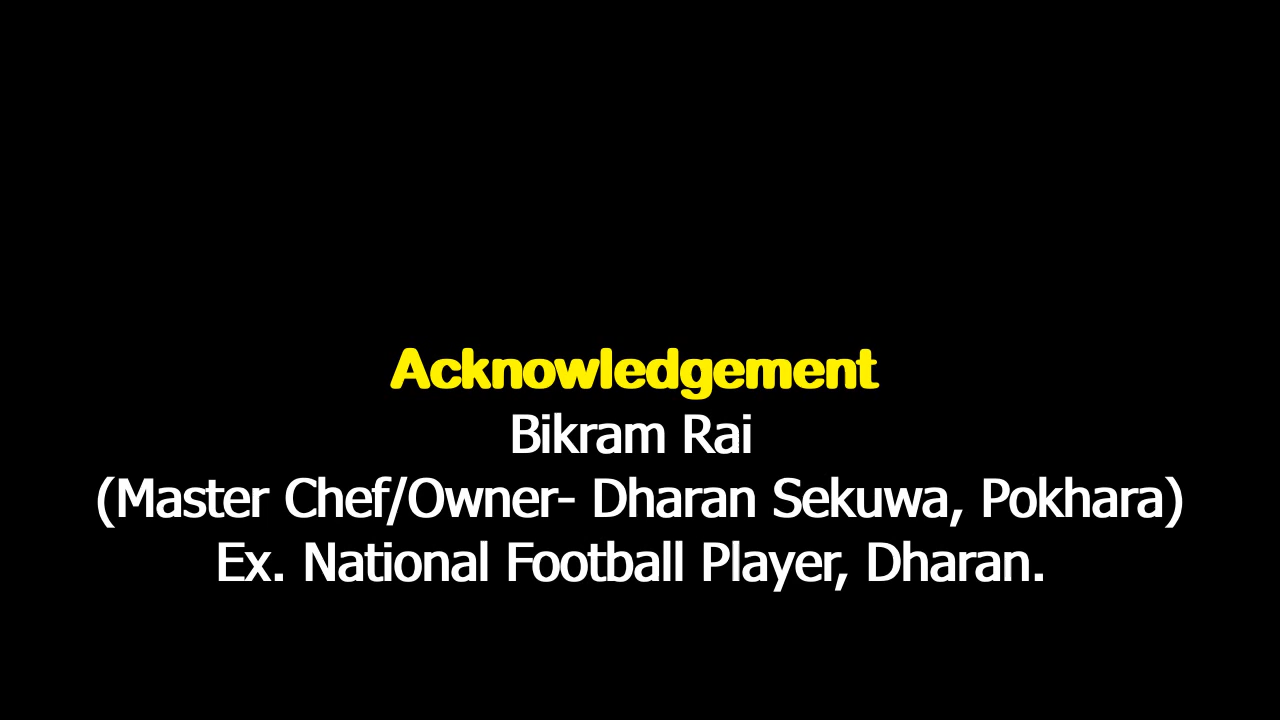 Acknowledgement
Bikram Rai
(Master Chef/Owner- Dharan Sekuwa, Pokhara)
Ex. National Football Player, Dharan.